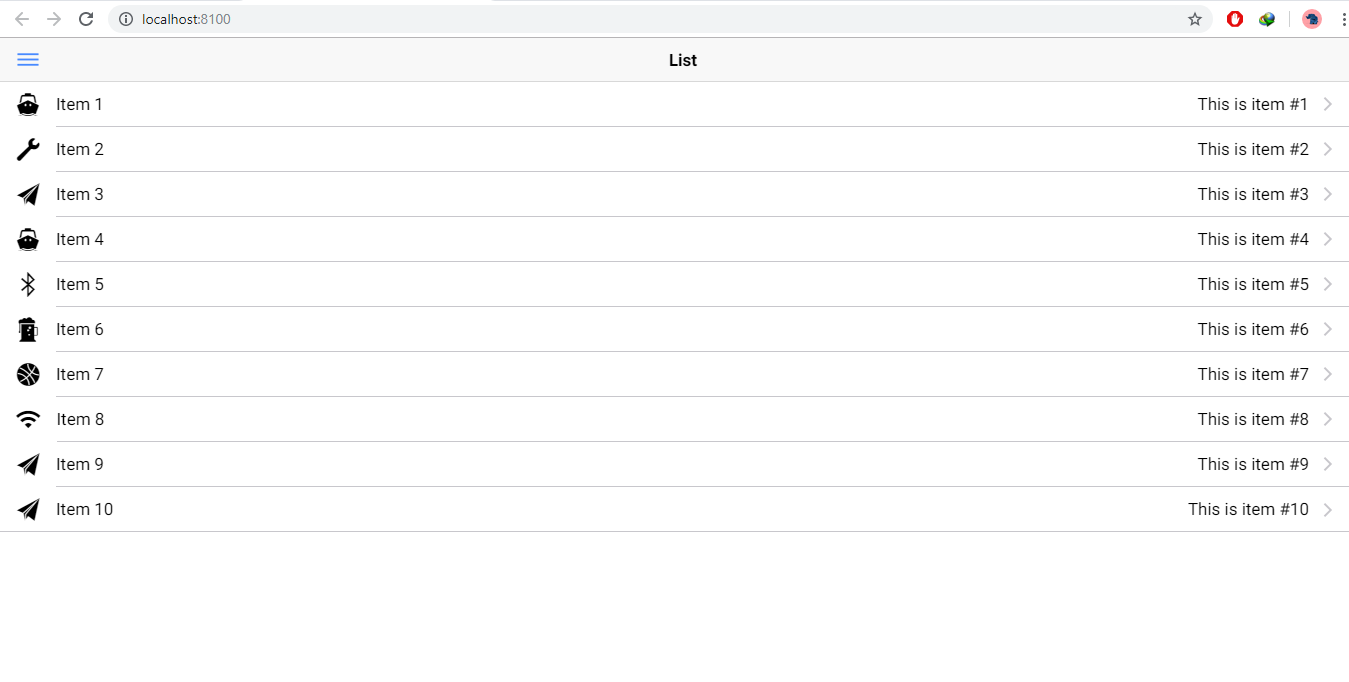 localhost:8100
List
Item 1 This is item #1
Item 2 This is item #2
Item 3 This is item #3
Item 4 This is item #4
Item 5 This is item #5
Item 6 This is item #6
Item 7 This is item #7
Item 8 This is item #8
Item 9 This is item #9
Item 10 This is item #10